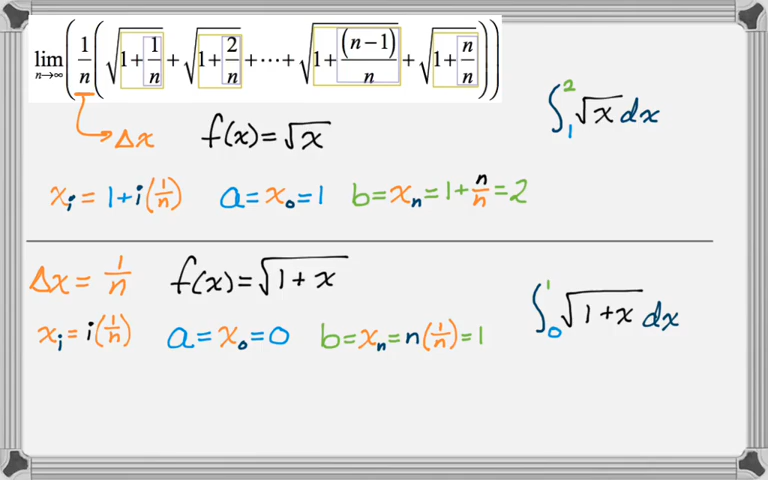 lim n→∞ (1/n (√(1+1/n) + √(1+2/n) + ⋯ + √(1+(n−1)/n) + √(1+n/n)))
∫₁² √x dx
Δx f(x)=√x
xᵢ = 1+i(1/n) a=x₀=1 b=xₙ=1+n/n=2
Δx = 1/n f(x)=√(1+x)
∫₀¹ √(1+x) dx
xᵢ = i(1/n) a=x₀=0 b=xₙ=n(1/n)=1